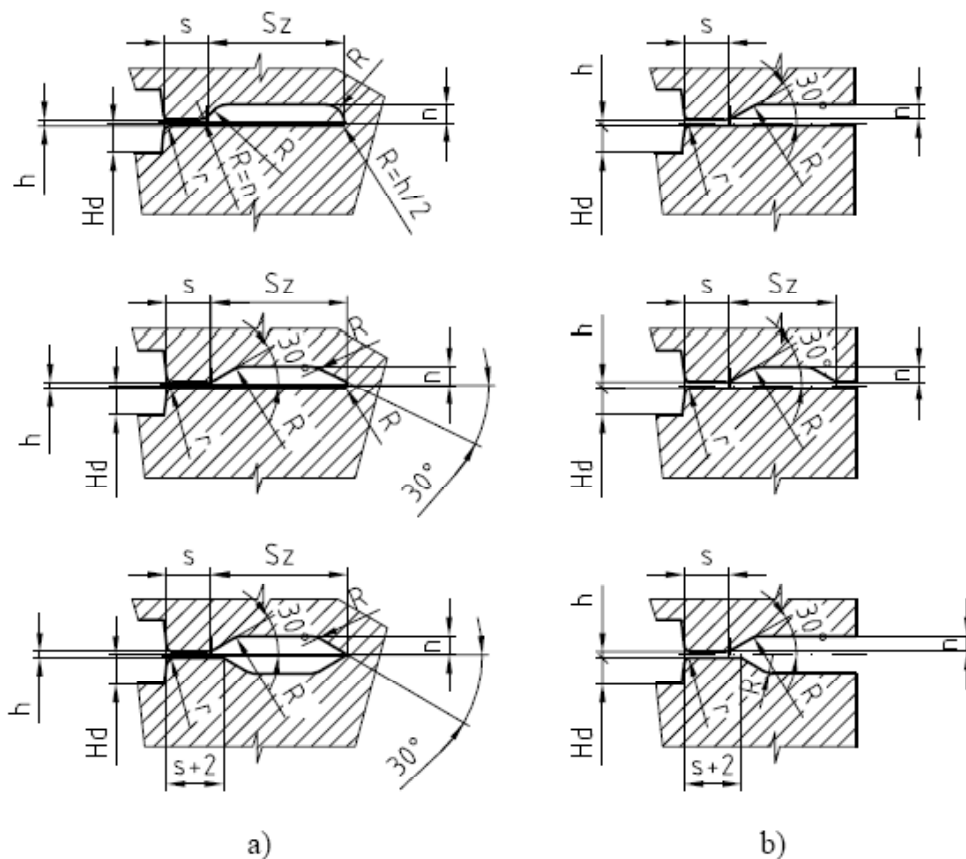 s Sz R
h n
Hd r R=n R R=h/2
s
h 30° n
Hd r R
s Sz R
30° n
h
Hd r R R
30°
s Sz
h 30° n
Hd r R
s Sz R
30° n
h
Hd r R
s+2 30°
s
h 30° n
Hd r R R
s+2
a) b)